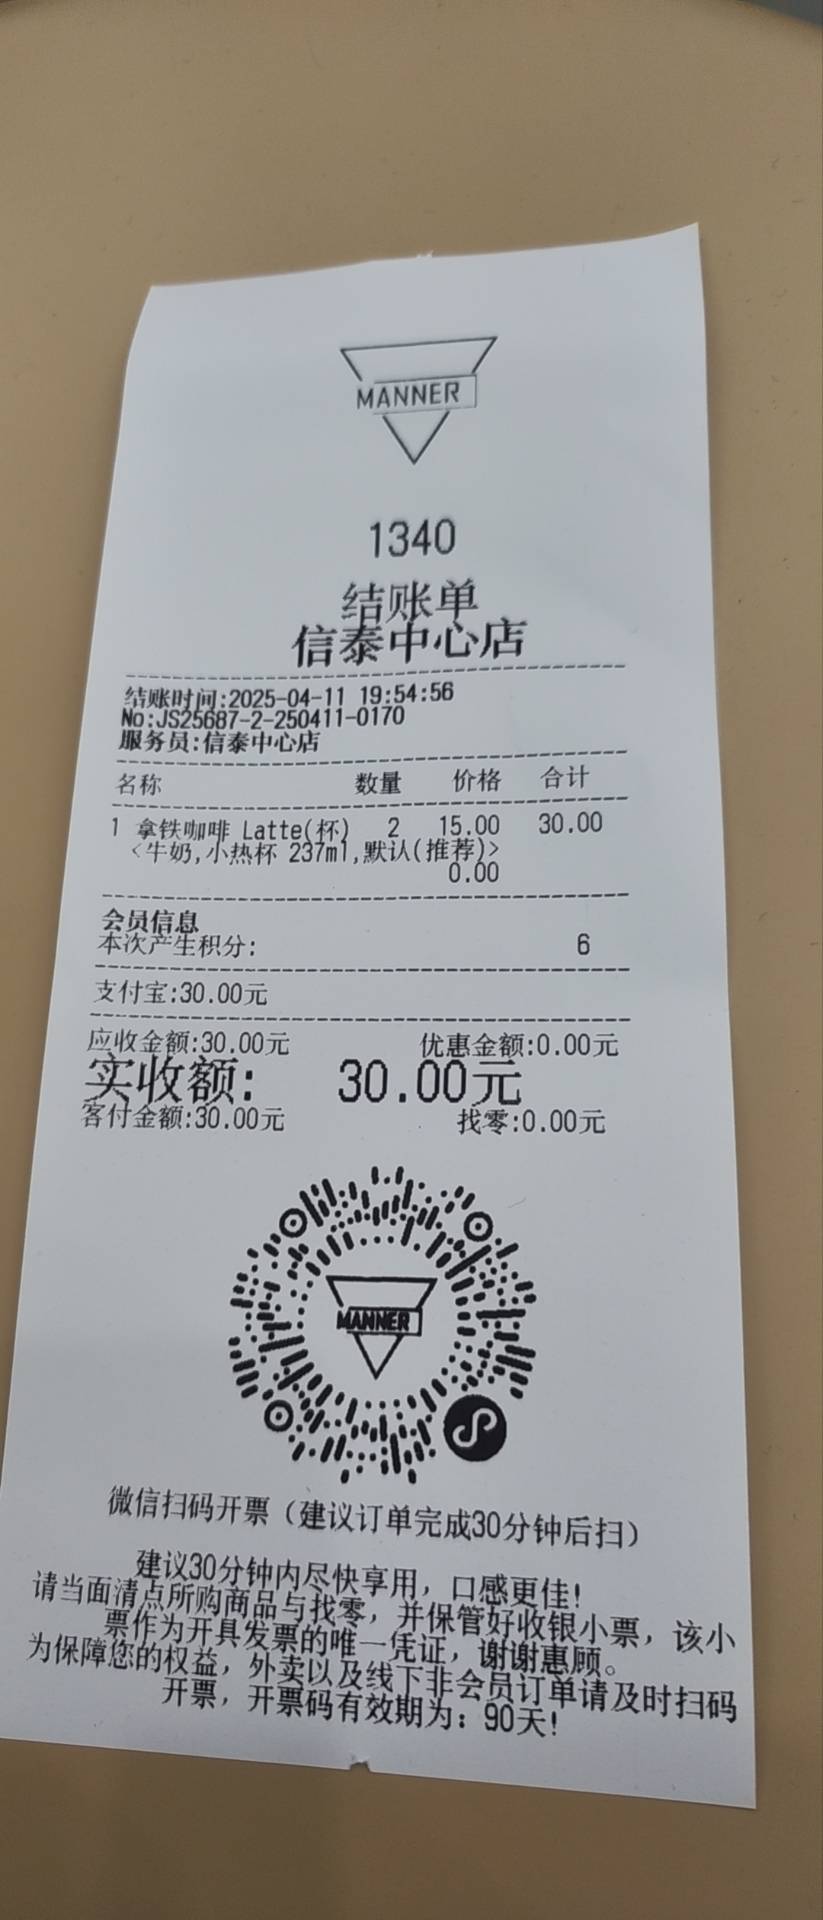 MANNER
1340
结账单
信泰中心店
结账时间:2025-04-11 19:54:56
No:JS25687-2-250411-0170
服务员:信泰中心店
名称 数量 价格 合计
1 拿铁咖啡 Latte(杯) 2 15.00 30.00
<牛奶,小热杯 237ml,默认(推荐)>
0.00
会员信息
本次产生积分: 6
支付宝:30.00元
应收金额:30.00元 优惠金额:0.00元
实收额: 30.00元
客付金额:30.00元 找零:0.00元
MANNER
微信扫码开票（建议订单完成30分钟后扫）
建议30分钟内尽快享用，口感更佳!
请当面清点所购商品与找零，并保管好收银小票，该小
票作为开具发票的唯一凭证，谢谢惠顾。
为保障您的权益，外卖以及线下非会员订单请及时扫码
开票，开票码有效期为：90天!